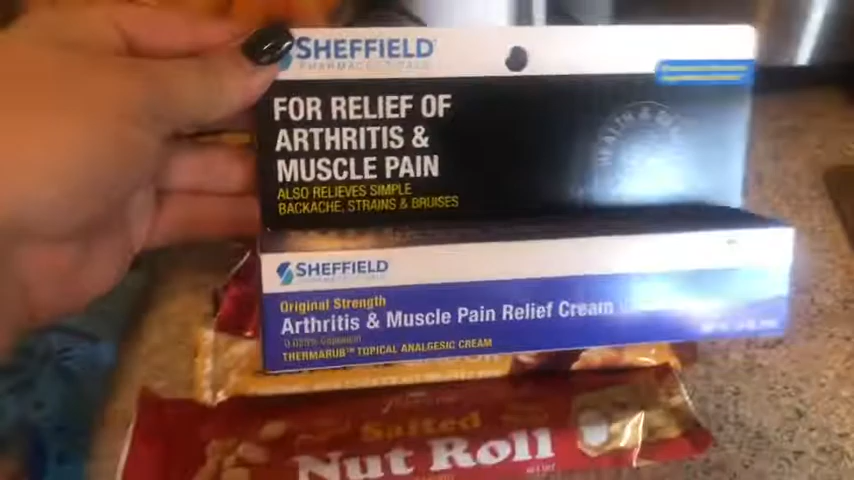 SHEFFIELD
PHARMACEUTICALS
FOR RELIEF OF
ARTHRITIS &
MUSCLE PAIN
ALSO RELIEVES SIMPLE
BACKACHE, STRAINS & BRUISES
SHEFFIELD
Original Strength
Arthritis & Muscle Pain Relief Cream
THERMARUB™ TOPICAL ANALGESIC CREAM
Salted
Nut Roll